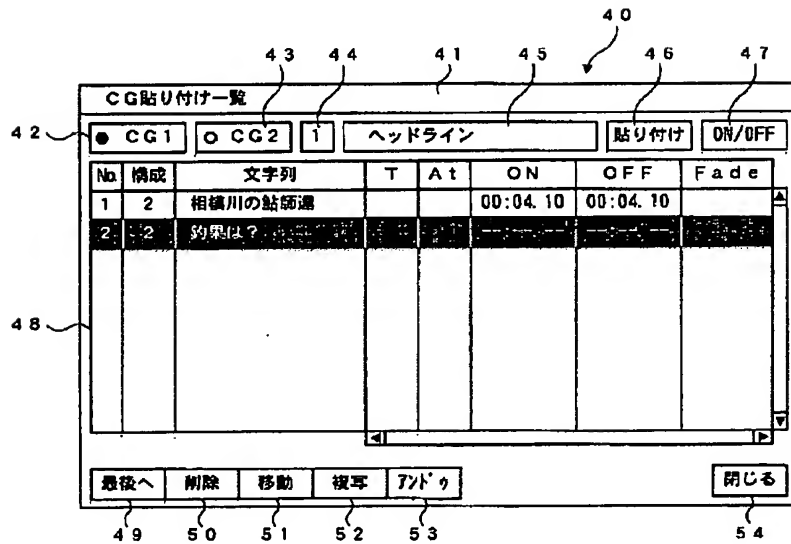 40
43 44 41 45 46 47
CG貼り付け一覧
42 ● CG1 ○ CG2 1 ヘッドライン 貼り付け ON/OFF
No. 構成 文字列 T At ON OFF Fade
1 2 相模川の鮎師達 00:04.10 00:04.10
2 2 釣果は? --:--.-- --:--.--
48
最後へ 削除 移動 複写 アンドゥ 閉じる
49 50 51 52 53 54